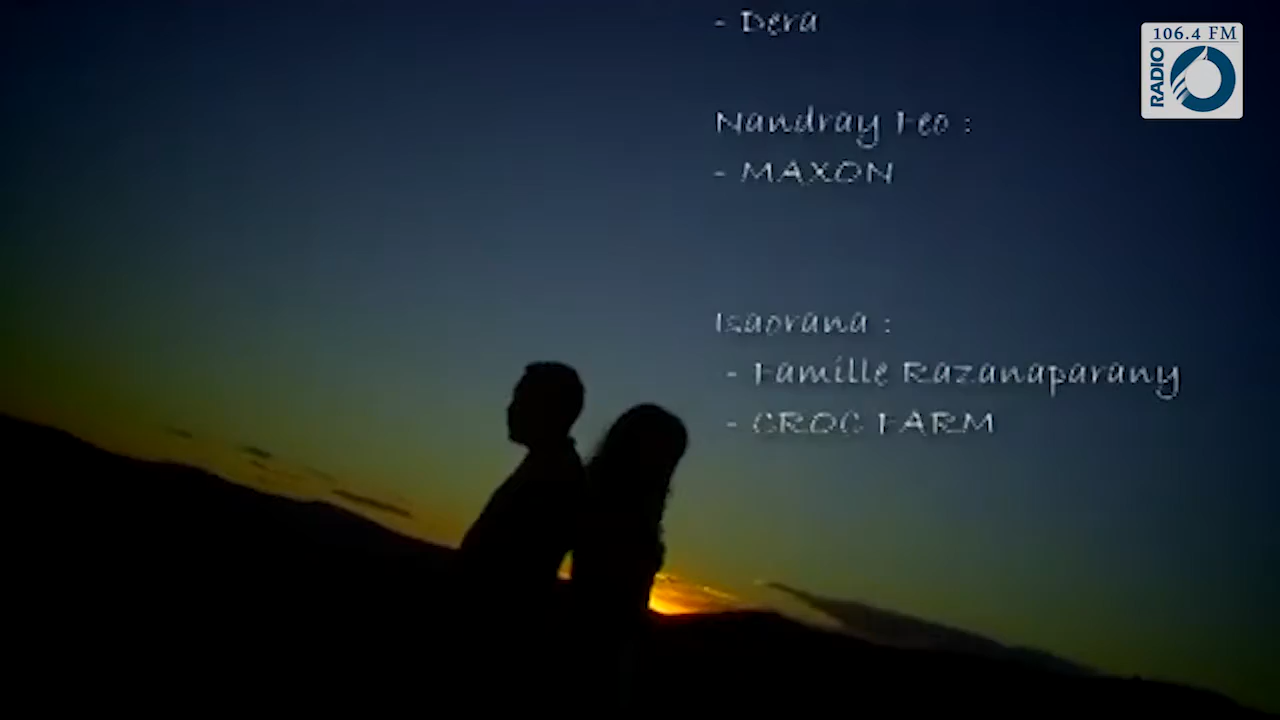 - Dera
Nandray Feo :
- MAXON
Isaorana :
- Famille Razanaparany
- CROC FARM
106.4 FM
RADIO